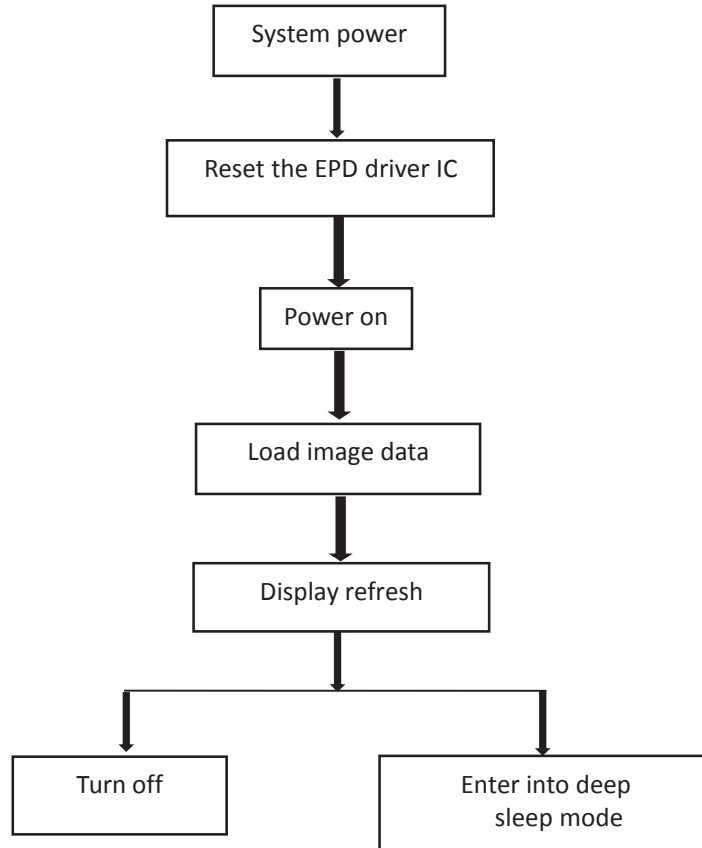 System power
Reset the EPD driver IC
Power on
Load image data
Display refresh
Turn off
Enter into deep
sleep mode